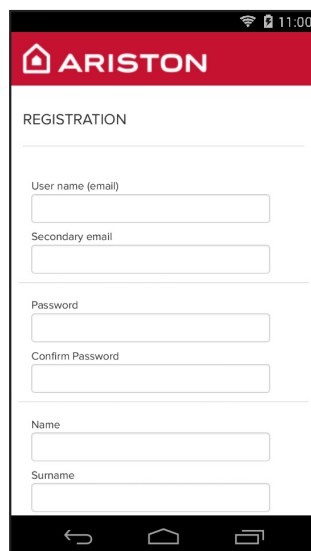 11:00
ARISTON
REGISTRATION
User name (email)
Secondary email
Password
Confirm Password
Name
Surname